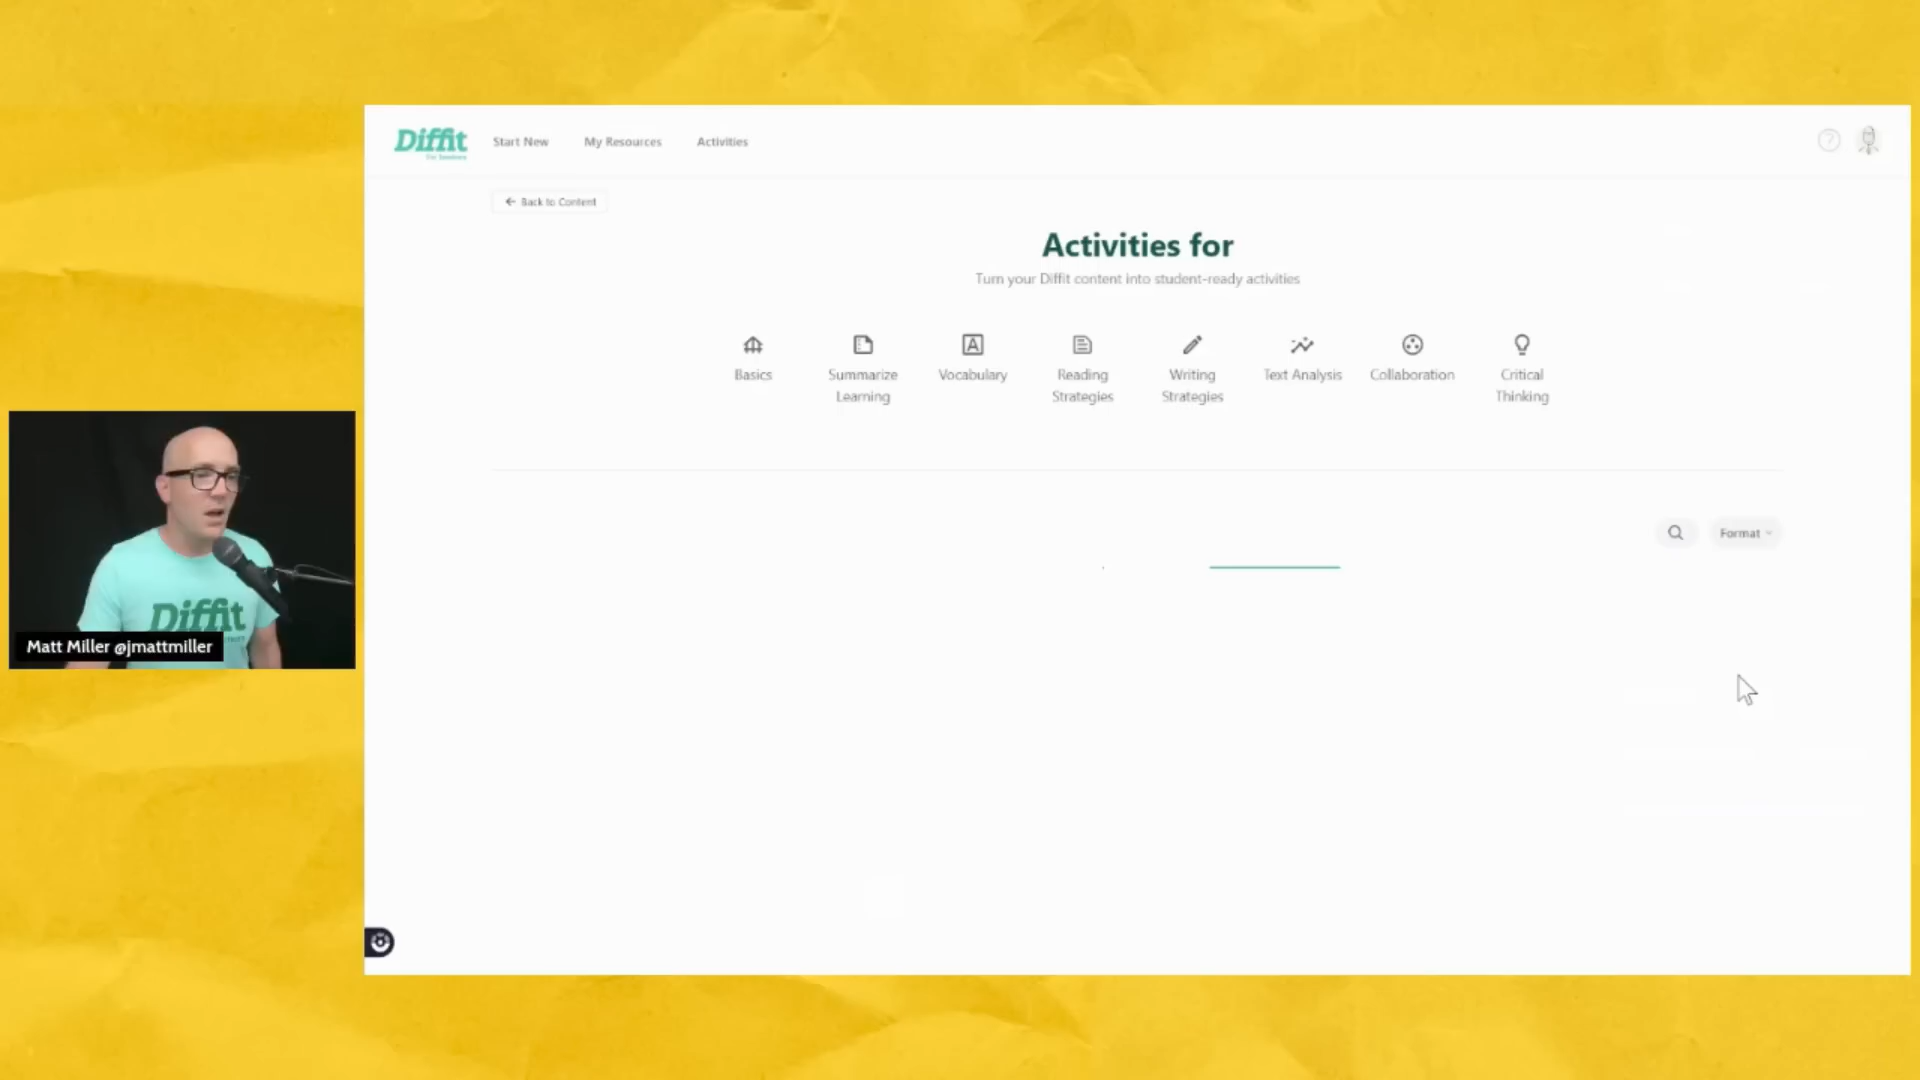 Diffit
Start New
My Resources
Activities
Back to Content
Activities for
Turn your Diffit content into student-ready activities
Basics
Summarize
Learning
Vocabulary
Reading
Strategies
Writing
Strategies
Text Analysis
Collaboration
Critical
Thinking
Format
Diffit
Matt Miller @jmattmiller